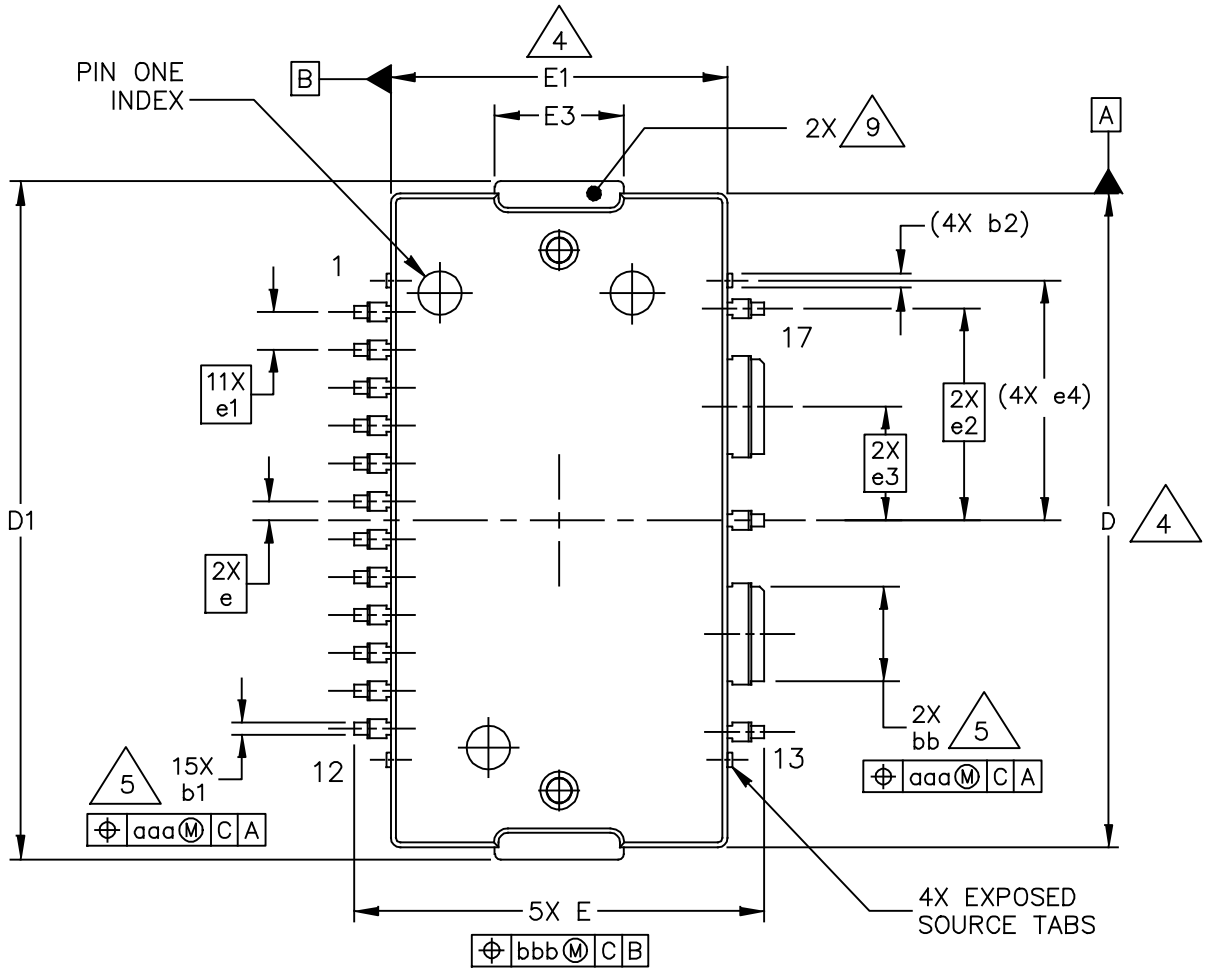 4
PIN ONE
INDEX
B
E1
E3
2X 9
A
(4X b2)
1
17
11X
e1
2X
e2
(4X e4)
2X
e3
D1
D 4
2X
e
2X
bb 5
5 15X
b1
12
13
⌖ aaa Ⓜ C A
⌖ aaa Ⓜ C A
5X E
4X EXPOSED
SOURCE TABS
⌖ bbb Ⓜ C B